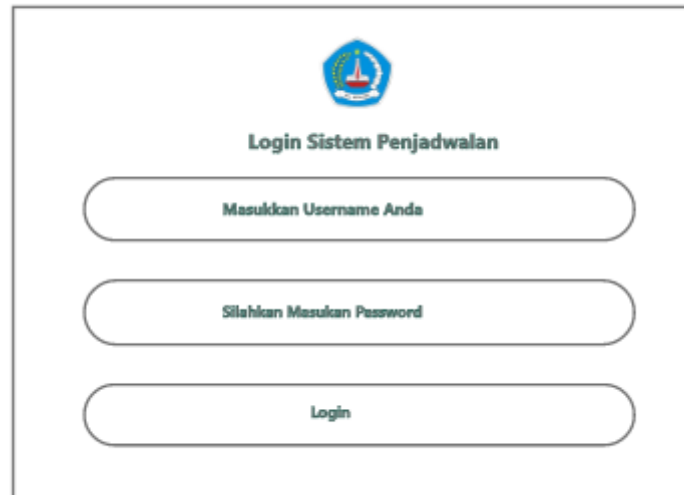 Login Sistem Penjadwalan
Masukkan Username Anda
Silahkan Masukan Password
Login